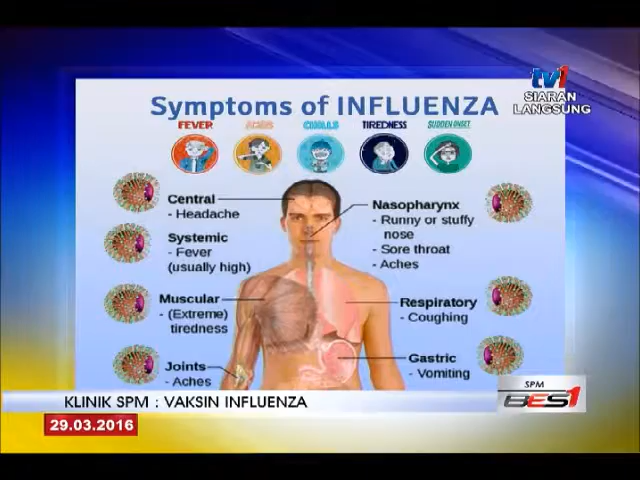 tv1
SIARAN
LANGSUNG
Symptoms of INFLUENZA
FEVER
ACHES
CHILLS
TIREDNESS
SUDDEN ONSET
Central
- Headache
Systemic
- Fever
(usually high)
Muscular
- (Extreme)
tiredness
Joints
- Aches
Nasopharynx
- Runny or stuffy
nose
- Sore throat
- Aches
Respiratory
- Coughing
Gastric
- Vomiting
SPM
BES1
KLINIK SPM : VAKSIN INFLUENZA
29.03.2016